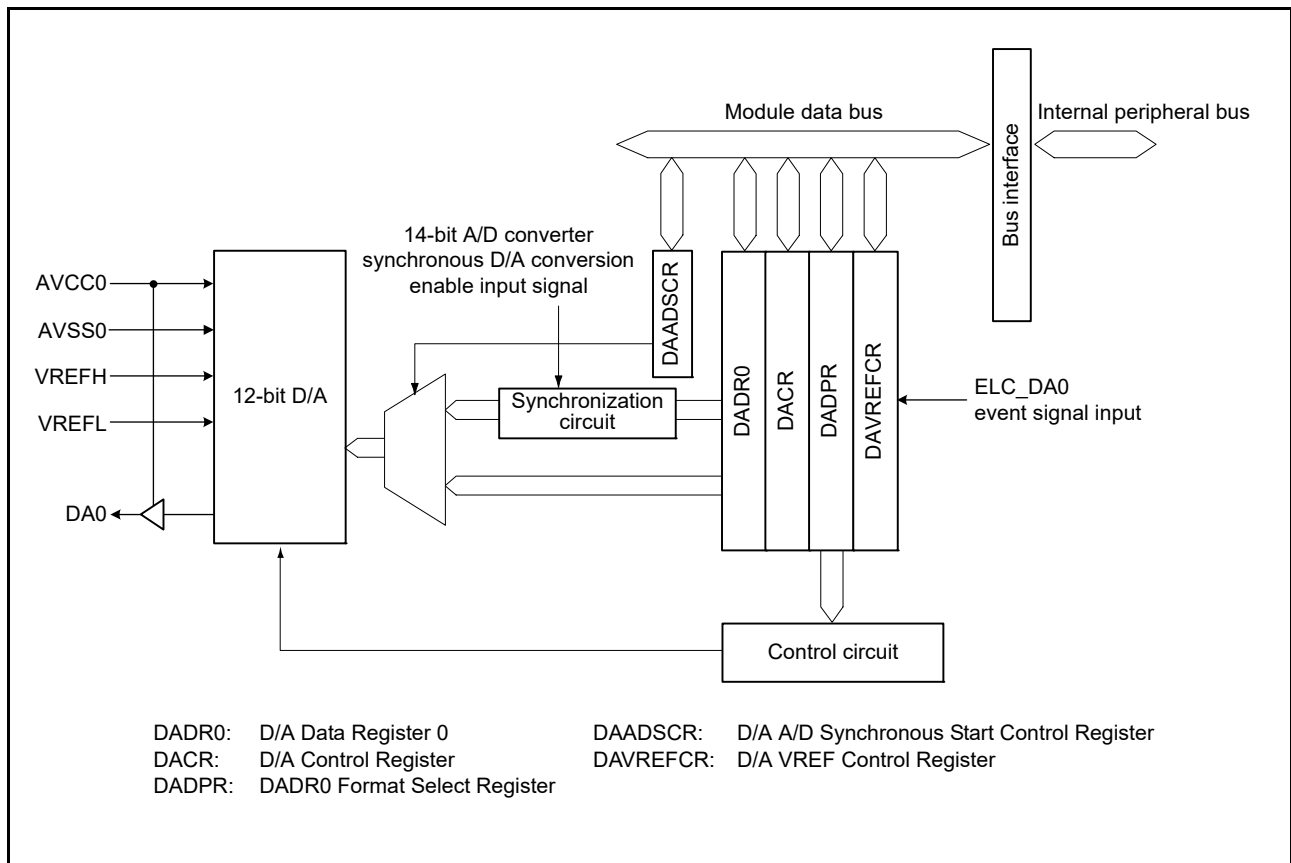 Module data bus
Internal peripheral bus
Bus interface
14-bit A/D converter
synchronous D/A conversion
enable input signal
AVCC0
AVSS0
VREFH
VREFL
DA0
12-bit D/A
Synchronization
circuit
DAADSCR
DADR0
DACR
DADPR
DAVREFCR
ELC_DA0
event signal input
Control circuit
DADR0: D/A Data Register 0
DACR: D/A Control Register
DADPR: DADR0 Format Select Register
DAADSCR: D/A A/D Synchronous Start Control Register
DAVREFCR: D/A VREF Control Register